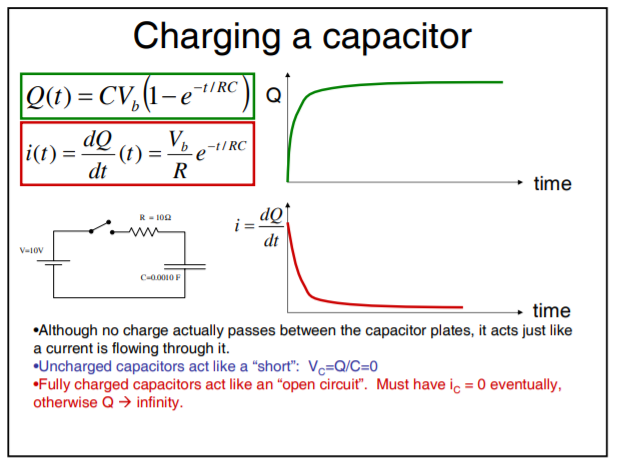 Charging a capacitor
Q(t) = CV_b(1 − e^{−t/RC})
Q
i(t) = dQ/dt (t) = V_b/R e^{−t/RC}
time
R = 10Ω
i = dQ/dt
V=10V
C=0.0010 F
time
•Although no charge actually passes between the capacitor plates, it acts just like
a current is flowing through it.
•Uncharged capacitors act like a “short”: V_C=Q/C=0
•Fully charged capacitors act like an “open circuit”. Must have i_C = 0 eventually,
otherwise Q → infinity.